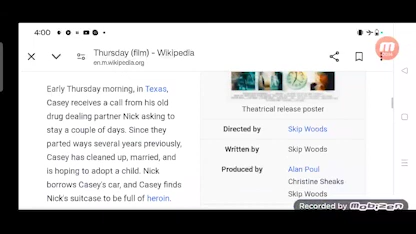 4:00
Thursday (film) - Wikipedia
en.m.wikipedia.org
Early Thursday morning, in Texas,
Casey receives a call from his old
drug dealing partner Nick asking to
stay a couple of days. Since they
parted ways several years previously,
Casey has cleaned up, married, and
is hoping to adopt a child. Nick
borrows Casey's car, and Casey finds
Nick's suitcase to be full of heroin.
Theatrical release poster
Directed by Skip Woods
Written by Skip Woods
Produced by Alan Poul
Christine Sheaks
Skip Woods
Recorded by Mobizen